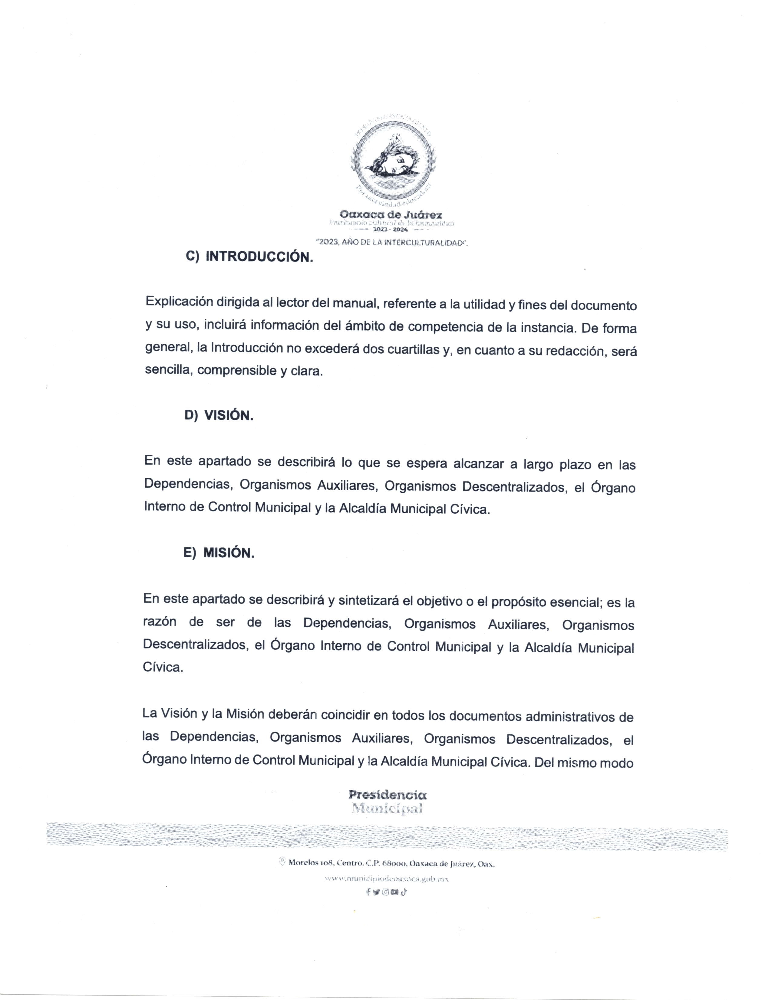 HONORABLE AYUNTAMIENTO
Por una ciudad educadora
Oaxaca de Juárez
Patrimonio cultural de la humanidad
2022 - 2024
"2023, AÑO DE LA INTERCULTURALIDAD".
C) INTRODUCCIÓN.
Explicación dirigida al lector del manual, referente a la utilidad y fines del documento
y su uso, incluirá información del ámbito de competencia de la instancia. De forma
general, la Introducción no excederá dos cuartillas y, en cuanto a su redacción, será
sencilla, comprensible y clara.
D) VISIÓN.
En este apartado se describirá lo que se espera alcanzar a largo plazo en las
Dependencias, Organismos Auxiliares, Organismos Descentralizados, el Órgano
Interno de Control Municipal y la Alcaldía Municipal Cívica.
E) MISIÓN.
En este apartado se describirá y sintetizará el objetivo o el propósito esencial; es la
razón de ser de las Dependencias, Organismos Auxiliares, Organismos
Descentralizados, el Órgano Interno de Control Municipal y la Alcaldía Municipal
Cívica.
La Visión y la Misión deberán coincidir en todos los documentos administrativos de
las Dependencias, Organismos Auxiliares, Organismos Descentralizados, el
Órgano Interno de Control Municipal y la Alcaldía Municipal Cívica. Del mismo modo
Presidencia
Municipal
Morelos 108, Centro. C.P. 68000, Oaxaca de Juárez, Oax.
www.municipiodeoaxaca.gob.mx